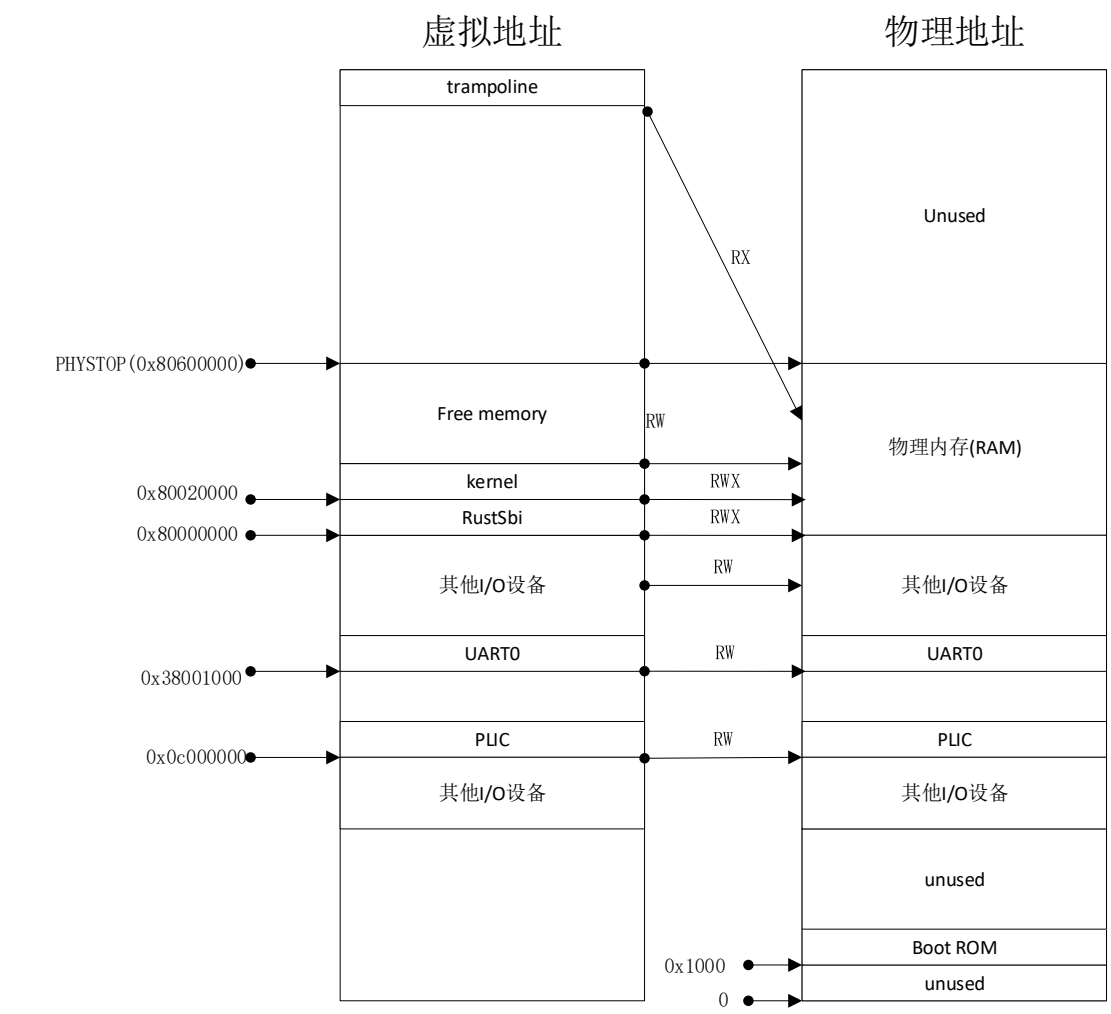 虚拟地址
物理地址
trampoline
Unused
RX
PHYSTOP(0x80600000)
Free memory
RW
物理内存(RAM)
kernel
RWX
0x80020000
RustSbi
RWX
0x80000000
RW
其他I/O设备
其他I/O设备
UART0
RW
UART0
0x38001000
PLIC
RW
PLIC
0x0c000000
其他I/O设备
其他I/O设备
unused
Boot ROM
0x1000
unused
0